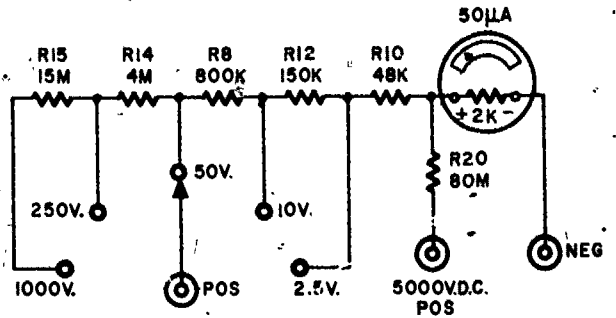 50μA
R15
15M
R14
4M
R8
800K
R12
150K
R10
48K
+2K-
50V.
R20
80M
250V.
10V.
1000V.
POS
2.5V.
5000V.D.C.
POS
NEG